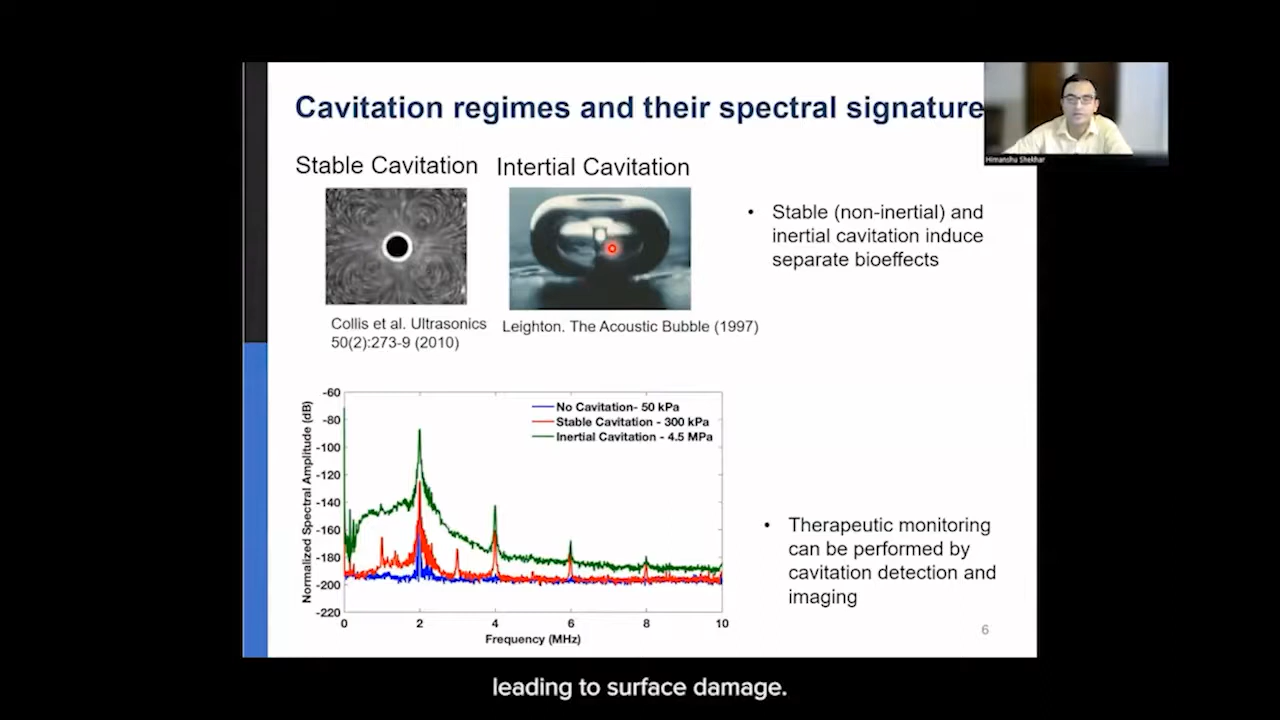 Cavitation regimes and their spectral signature
Himanshu Shekhar
Stable Cavitation
Intertial Cavitation
Collis et al. Ultrasonics
50(2):273-9 (2010)
Leighton. The Acoustic Bubble (1997)
• Stable (non-inertial) and
inertial cavitation induce
separate bioeffects
-60
-80
-100
-120
-140
-160
-180
-200
-220
Normalized Spectral Amplitude (dB)
No Cavitation- 50 kPa
Stable Cavitation - 300 kPa
Inertial Cavitation - 4.5 MPa
0 2 4 6 8 10
Frequency (MHz)
• Therapeutic monitoring
can be performed by
cavitation detection and
imaging
6
leading to surface damage.